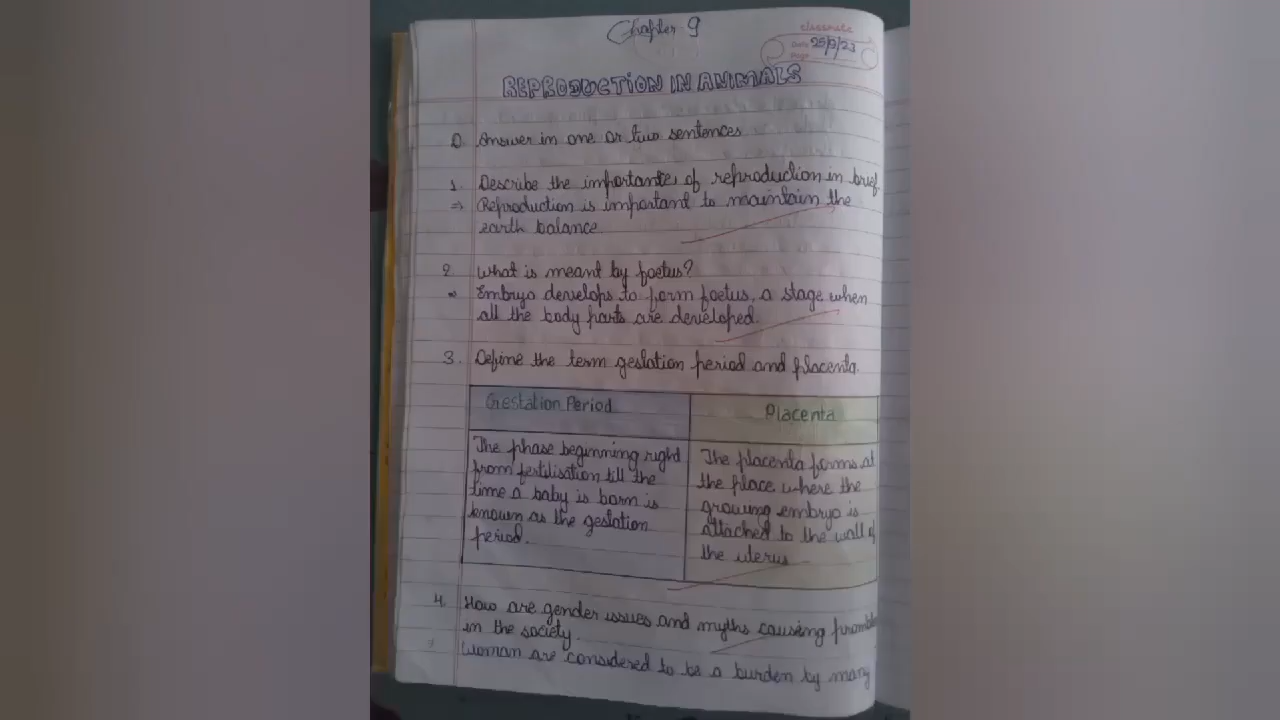 Chapter 9
classmate
Date 25/9/23
Page
REPRODUCTION IN ANIMALS
Answer in one or two sentences
1. Describe the importante of reproduction in brief.
⇒ Reproduction is important to maintain the
earth balance
2. What is meant by foetus?
Embryo develops to form foetus, a stage when
all the body parts are developed.
3. Define the term gestation period and placenta.
Gestation Period
Placenta
The phase beginning right
from fertilisation till the
time a baby is born is
known as the gestation
period.
The placenta forms at
the place where the
growing embryo is
attached to the wall of
the uterus
4. How are gender issues and myths causing
in the society.
Woman are considered to be a burden by many